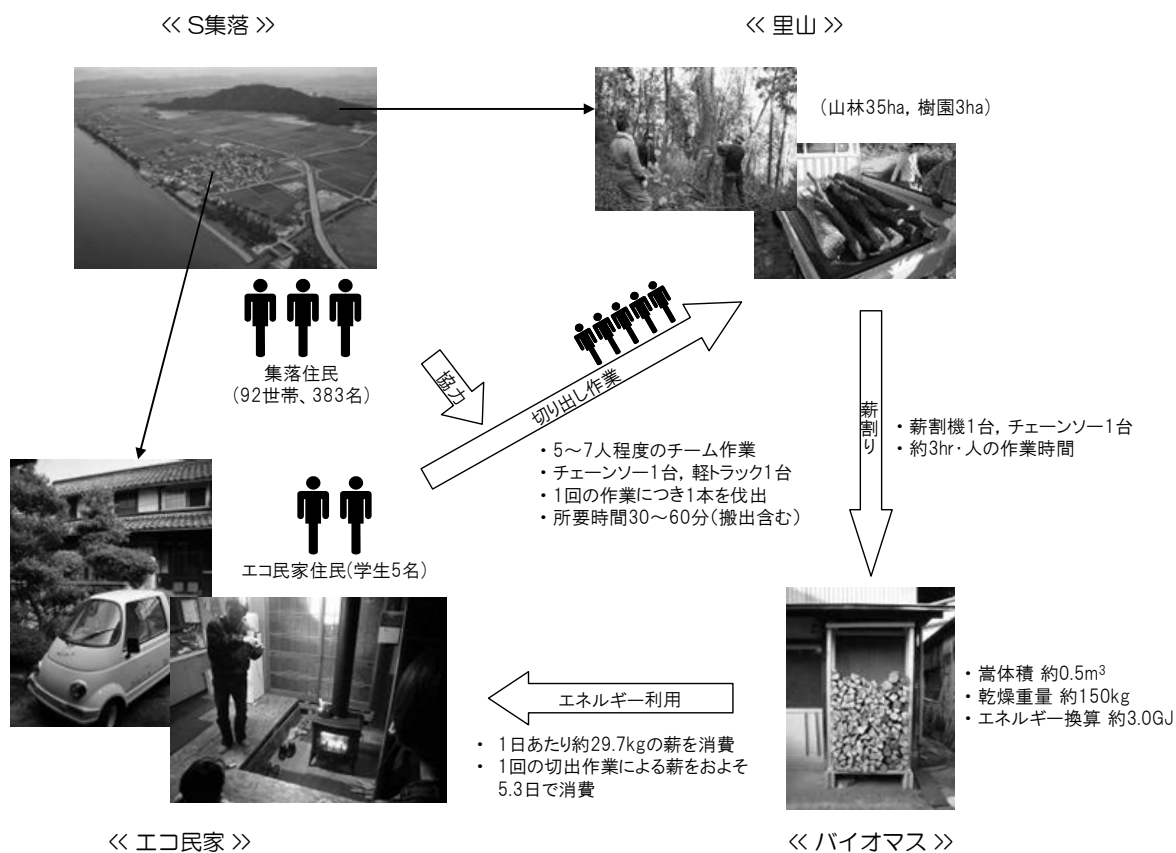 ≪ S集落 ≫
≪ 里山 ≫
（山林35ha, 樹園3ha）
集落住民
（92世帯、383名）
協力
切り出し作業
・5～7人程度のチーム作業
・チェーンソー1台, 軽トラック1台
・1回の作業につき1本を伐出
・所要時間30～60分（搬出含む）
薪割り
・薪割機1台, チェーンソー1台
・約3hr・人の作業時間
エコ民家住民(学生5名)
・嵩体積 約0.5m³
・乾燥重量 約150kg
・エネルギー換算 約3.0GJ
エネルギー利用
・1日あたり約29.7kgの薪を消費
・1回の切出作業による薪をおよそ
5.3日で消費
≪ エコ民家 ≫
≪ バイオマス ≫